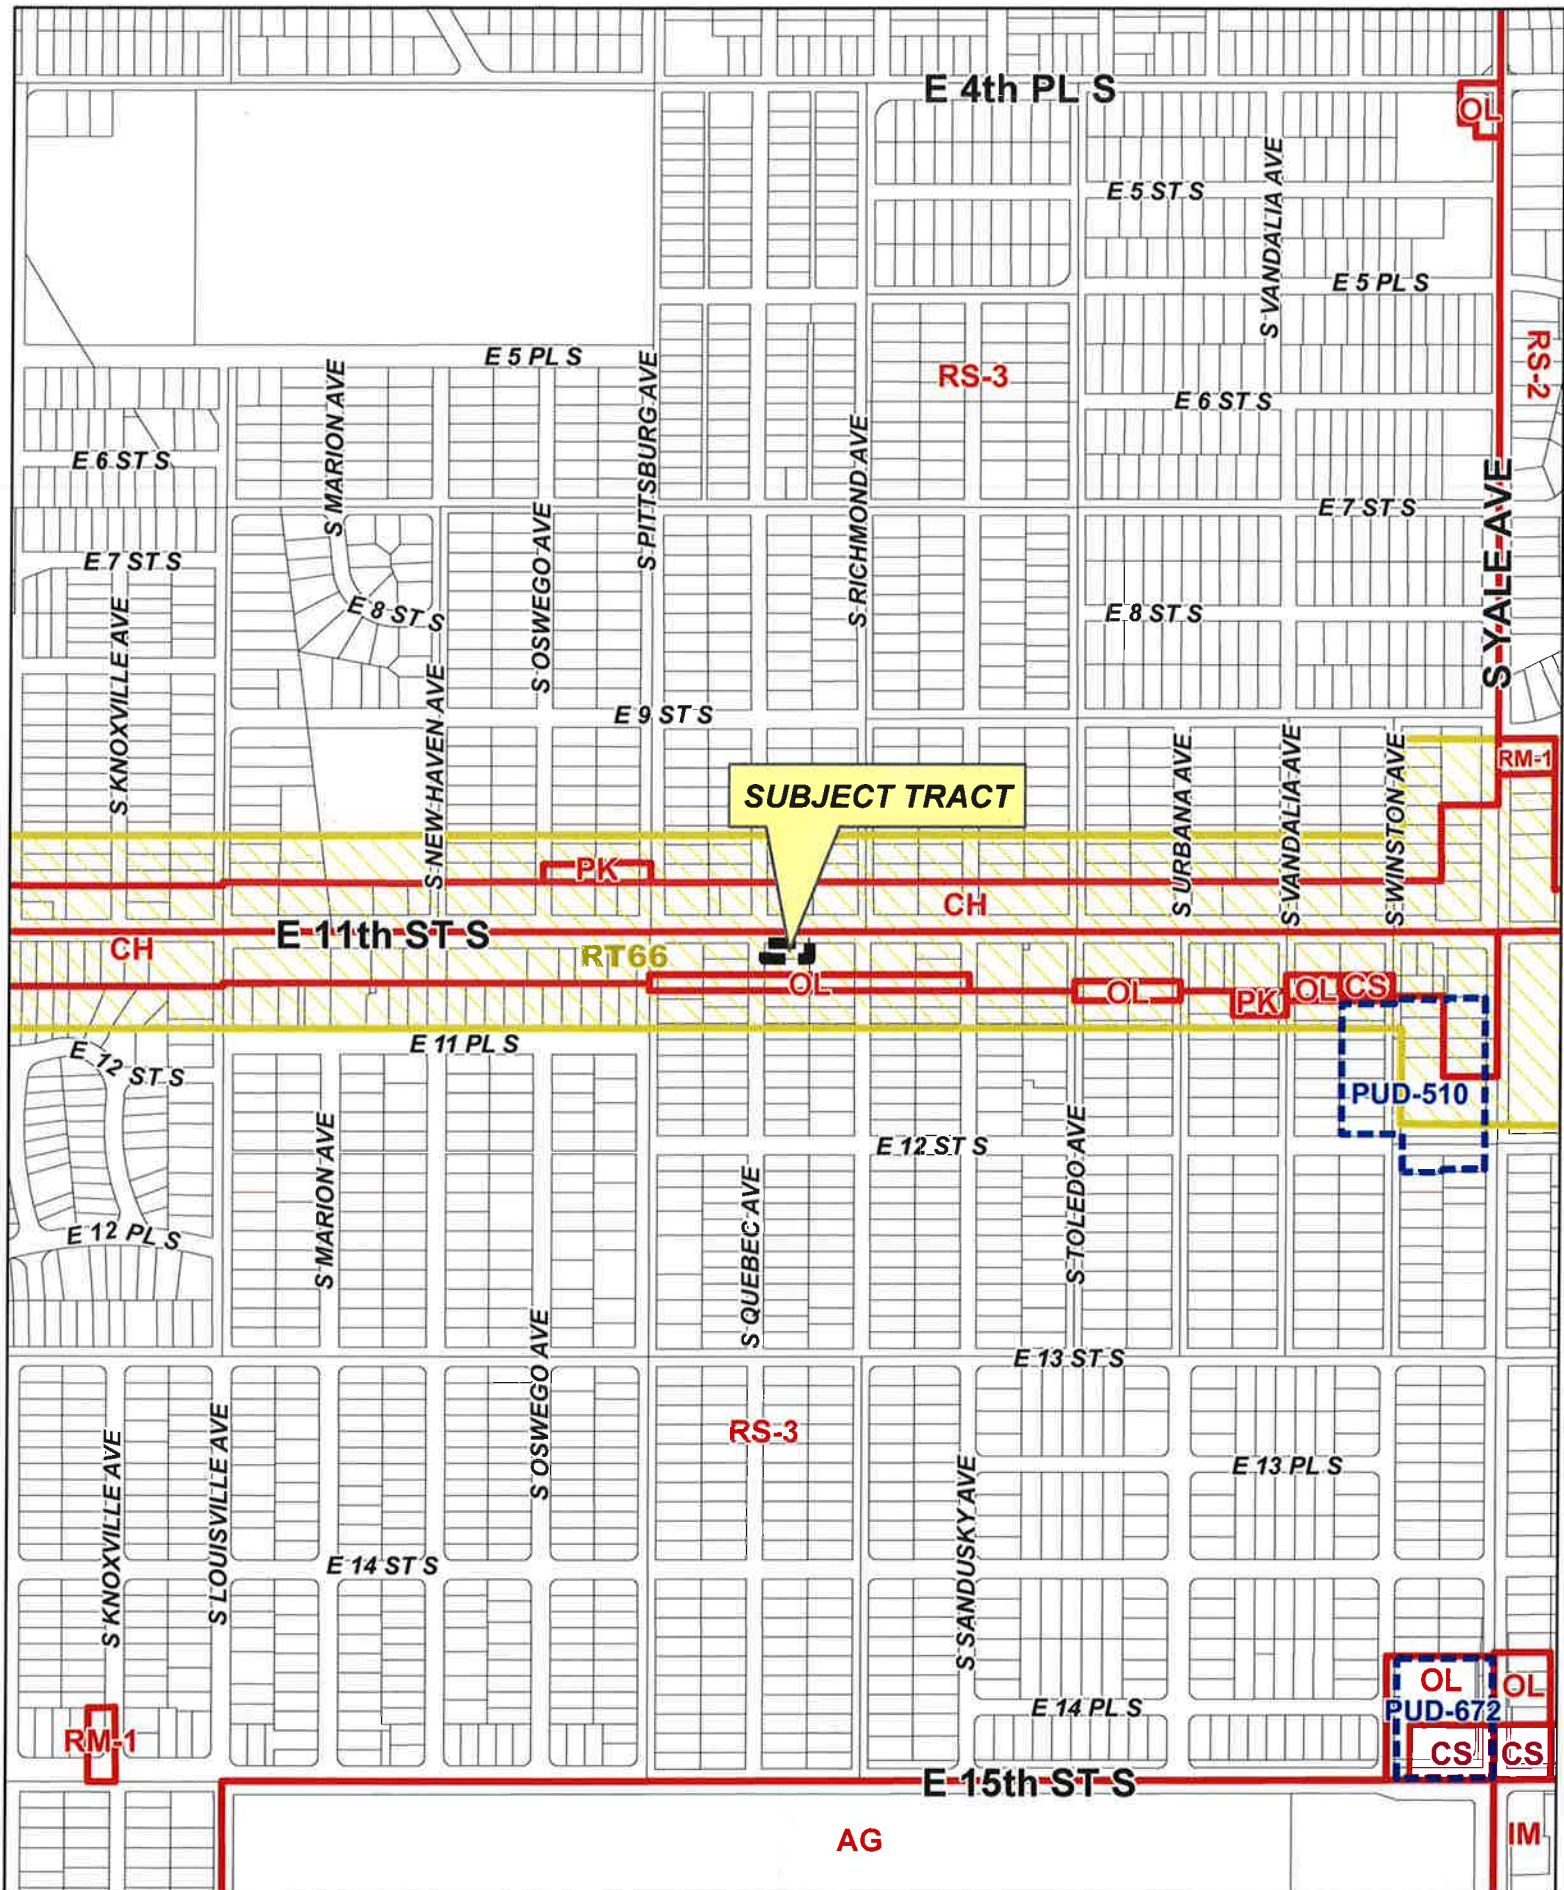 E 4th PL S
OL
S VANDALIA AVE
E 5 ST S
E 5 PL S
RS-2
E 5 PL S
S MARION AVE
S PITTSBURG AVE
RS-3
E 6 ST S
S RICHMOND AVE
E 6 ST S
S YALE AVE
E 7 ST S
S OSWEGO AVE
E 7 ST S
S KNOXVILLE AVE
E 8 ST S
E 8 ST S
S NEW HAVEN AVE
E 9 ST S
S URBANA AVE
S VANDALIA AVE
S WINSTON AVE
RM-1
SUBJECT TRACT
PK
CH
E 11th ST S
CH
RT66
OL
OL
PK
OL
CS
E 11 PL S
E 12 ST S
PUD-510
S MARION AVE
S TOLEDO AVE
E 12 ST S
S QUEBEC AVE
E 12 PL S
S OSWEGO AVE
E 13 ST S
S KNOXVILLE AVE
S LOUISVILLE AVE
RS-3
S SANDUSKY AVE
E 13 PL S
E 14 ST S
OL
OL
E 14 PL S
PUD-672
RM-1
CS
CS
E 15th ST S
AG
IM